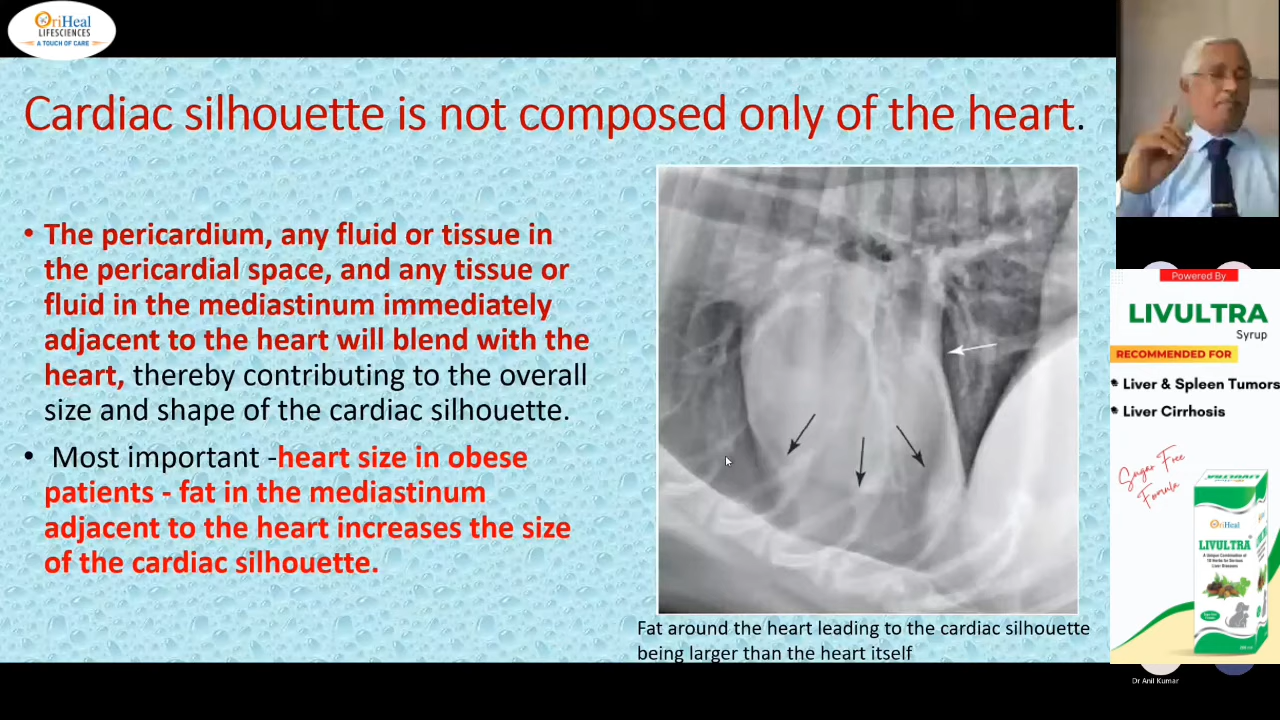 OriHeal
LIFESCIENCES
A TOUCH OF CARE
Cardiac silhouette is not composed only of the heart.
• The pericardium, any fluid or tissue in
the pericardial space, and any tissue or
fluid in the mediastinum immediately
adjacent to the heart will blend with the
heart, thereby contributing to the overall
size and shape of the cardiac silhouette.
• Most important -heart size in obese
patients - fat in the mediastinum
adjacent to the heart increases the size
of the cardiac silhouette.
Fat around the heart leading to the cardiac silhouette
being larger than the heart itself
Powered By
LIVULTRA
Syrup
RECOMMENDED FOR
Liver & Spleen Tumors
Liver Cirrhosis
Sugar Free
Formula
OriHeal
LIVULTRA
Dr Anil Kumar